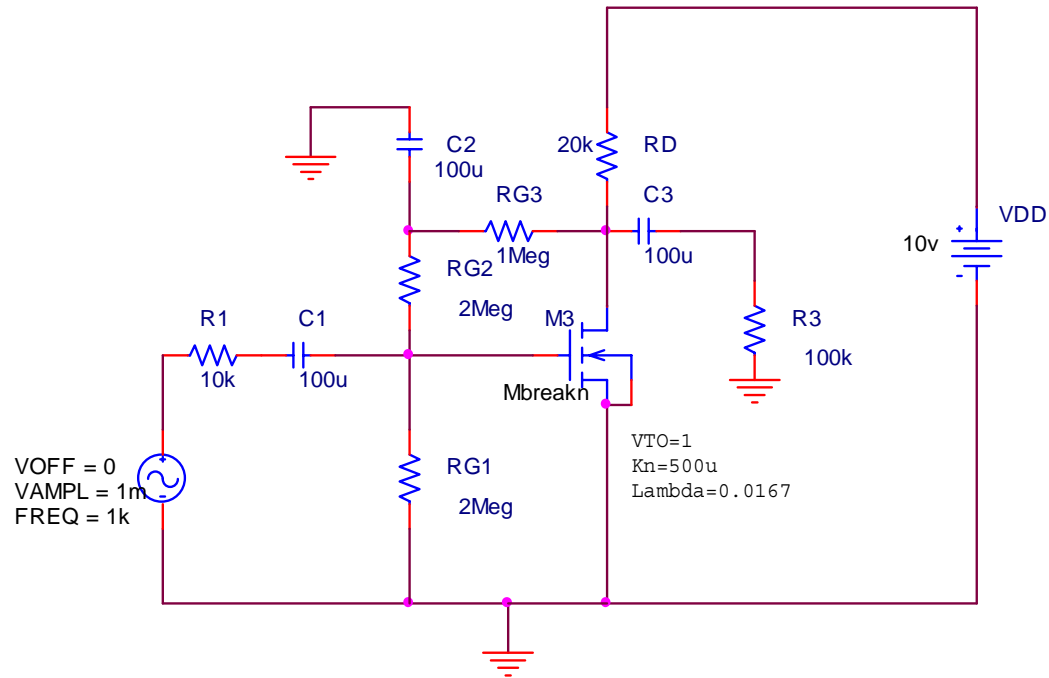 C2
100u
20k
RD
RG3
1Meg
C3
100u
VDD
+
10v
-
RG2
2Meg
R1
10k
C1
100u
M3
Mbreakn
R3
100k
VTO=1
Kn=500u
Lambda=0.0167
VOFF = 0
VAMPL = 1m
FREQ = 1k
+
-
RG1
2Meg